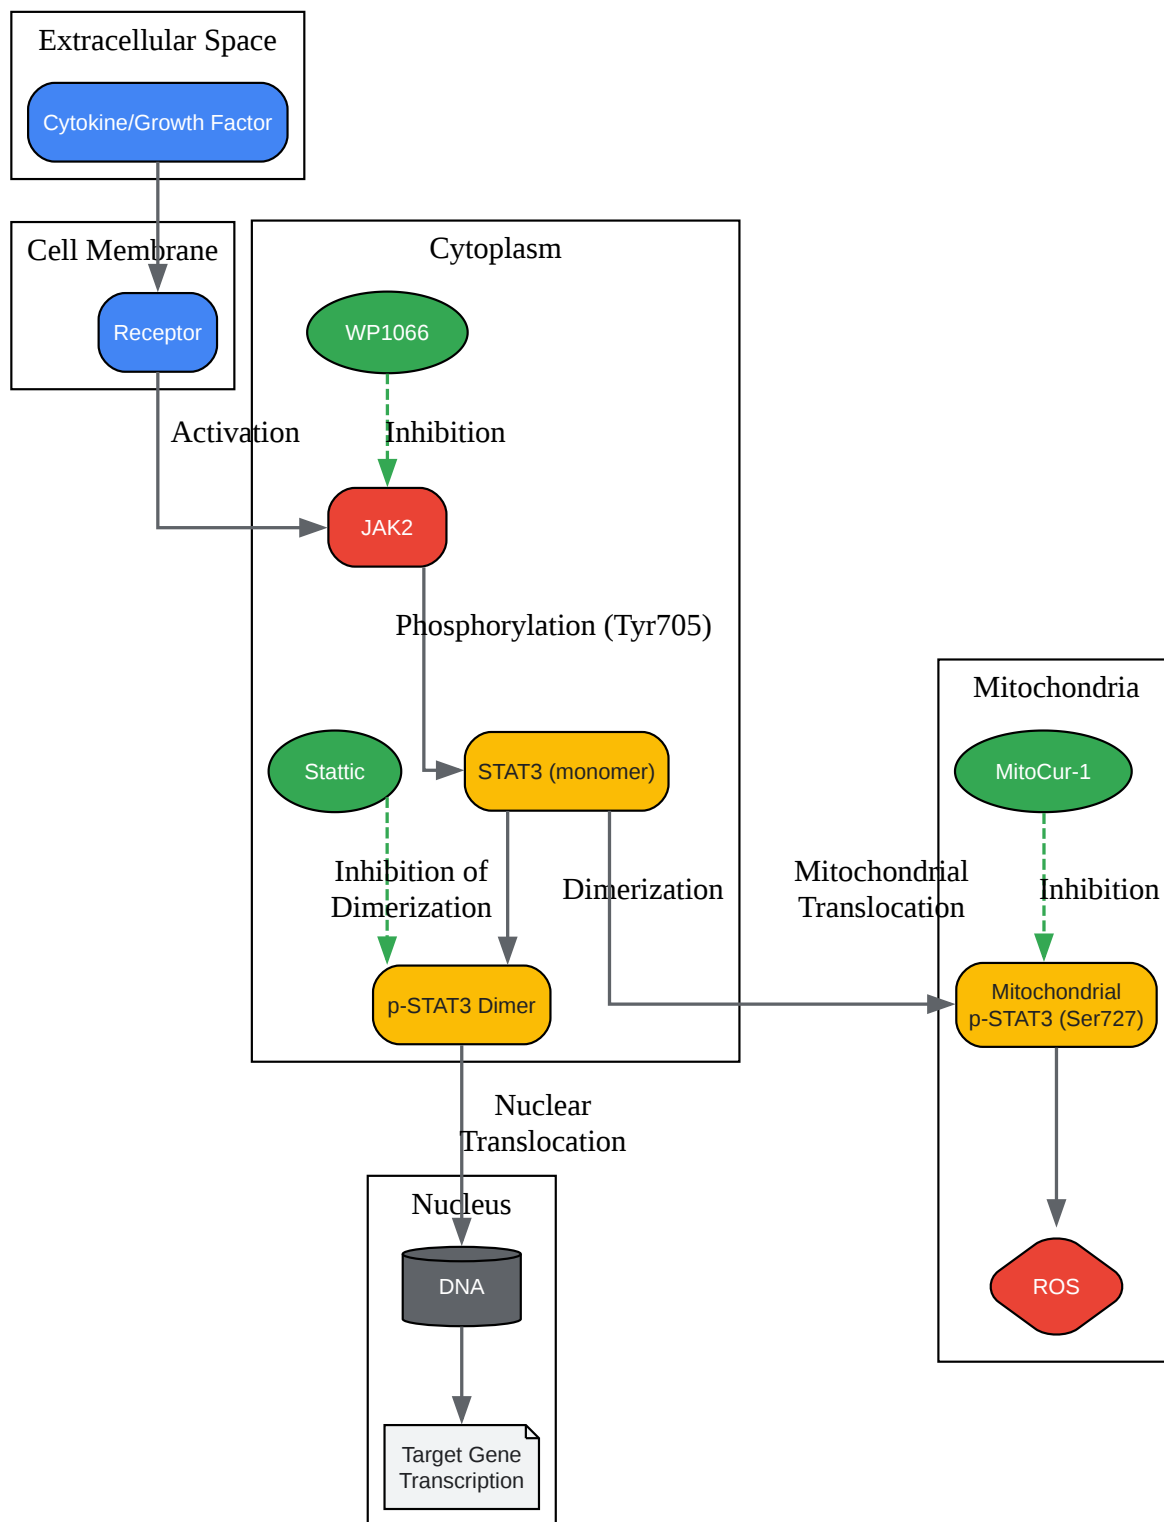 Extracellular Space
Cytokine/Growth Factor
Cell Membrane
Receptor
Cytoplasm
WP1066
Activation
Inhibition
JAK2
Phosphorylation (Tyr705)
Stattic
STAT3 (monomer)
Inhibition of
Dimerization
Dimerization
p-STAT3 Dimer
Mitochondria
MitoCur-1
Mitochondrial
Translocation
Inhibition
Mitochondrial
p-STAT3 (Ser727)
ROS
Nuclear
Translocation
Nucleus
DNA
Target Gene
Transcription